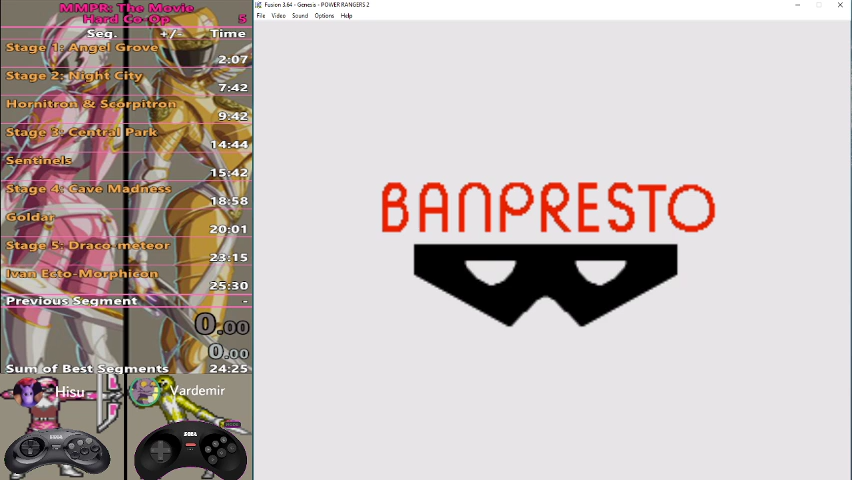 MMPR: The Movie
Hard Co-Op 5
Seg. +/- Time
Stage 1: Angel Grove
2:07
Stage 2: Night City
7:42
Hornitron & Scorpitron
9:42
Stage 3: Central Park
14:44
Sentinels
15:42
Stage 4: Cave Madness
18:58
Goldar
20:01
Stage 5: Draco-meteor
23:15
Ivan Ecto-Morphicon
25:30
Previous Segment -
0.00
0.00
Sum of Best Segments 24:25
Hisu
Vardemir
SEGA
SEGA
Fusion 3.64 - Genesis - POWER RANGERS 2
File Video Sound Options Help
BANPRESTO